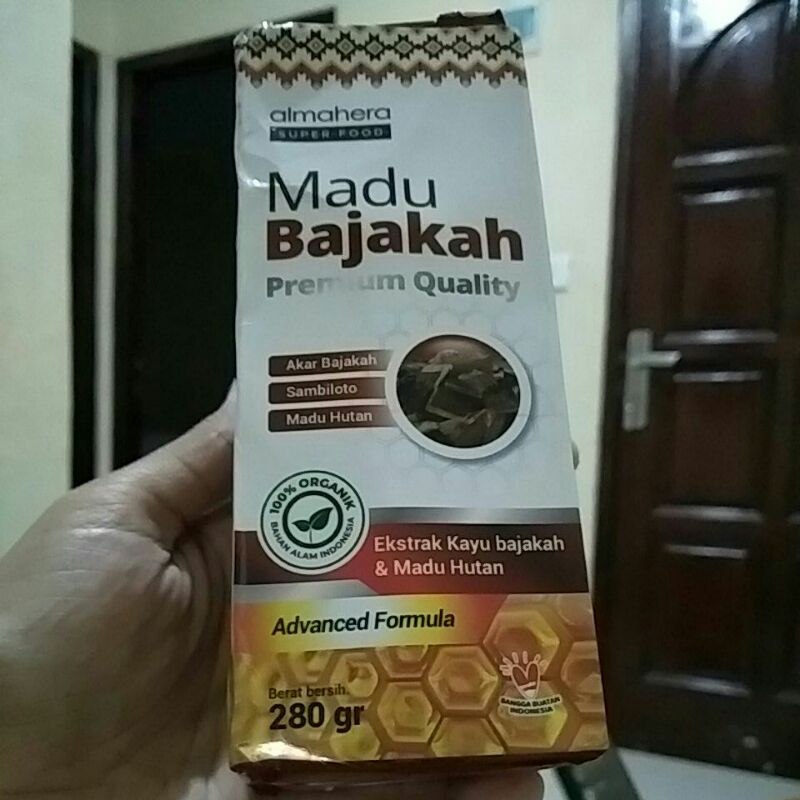 almahera
SUPER FOOD
Madu
Bajakah
Premium Quality
Akar Bajakah
Sambiloto
Madu Hutan
100% ORGANIK
BAHAN ALAM INDONESIA
Ekstrak Kayu bajakah
& Madu Hutan
Advanced Formula
Berat bersih.
280 gr
BANGGA BUATAN
INDONESIA